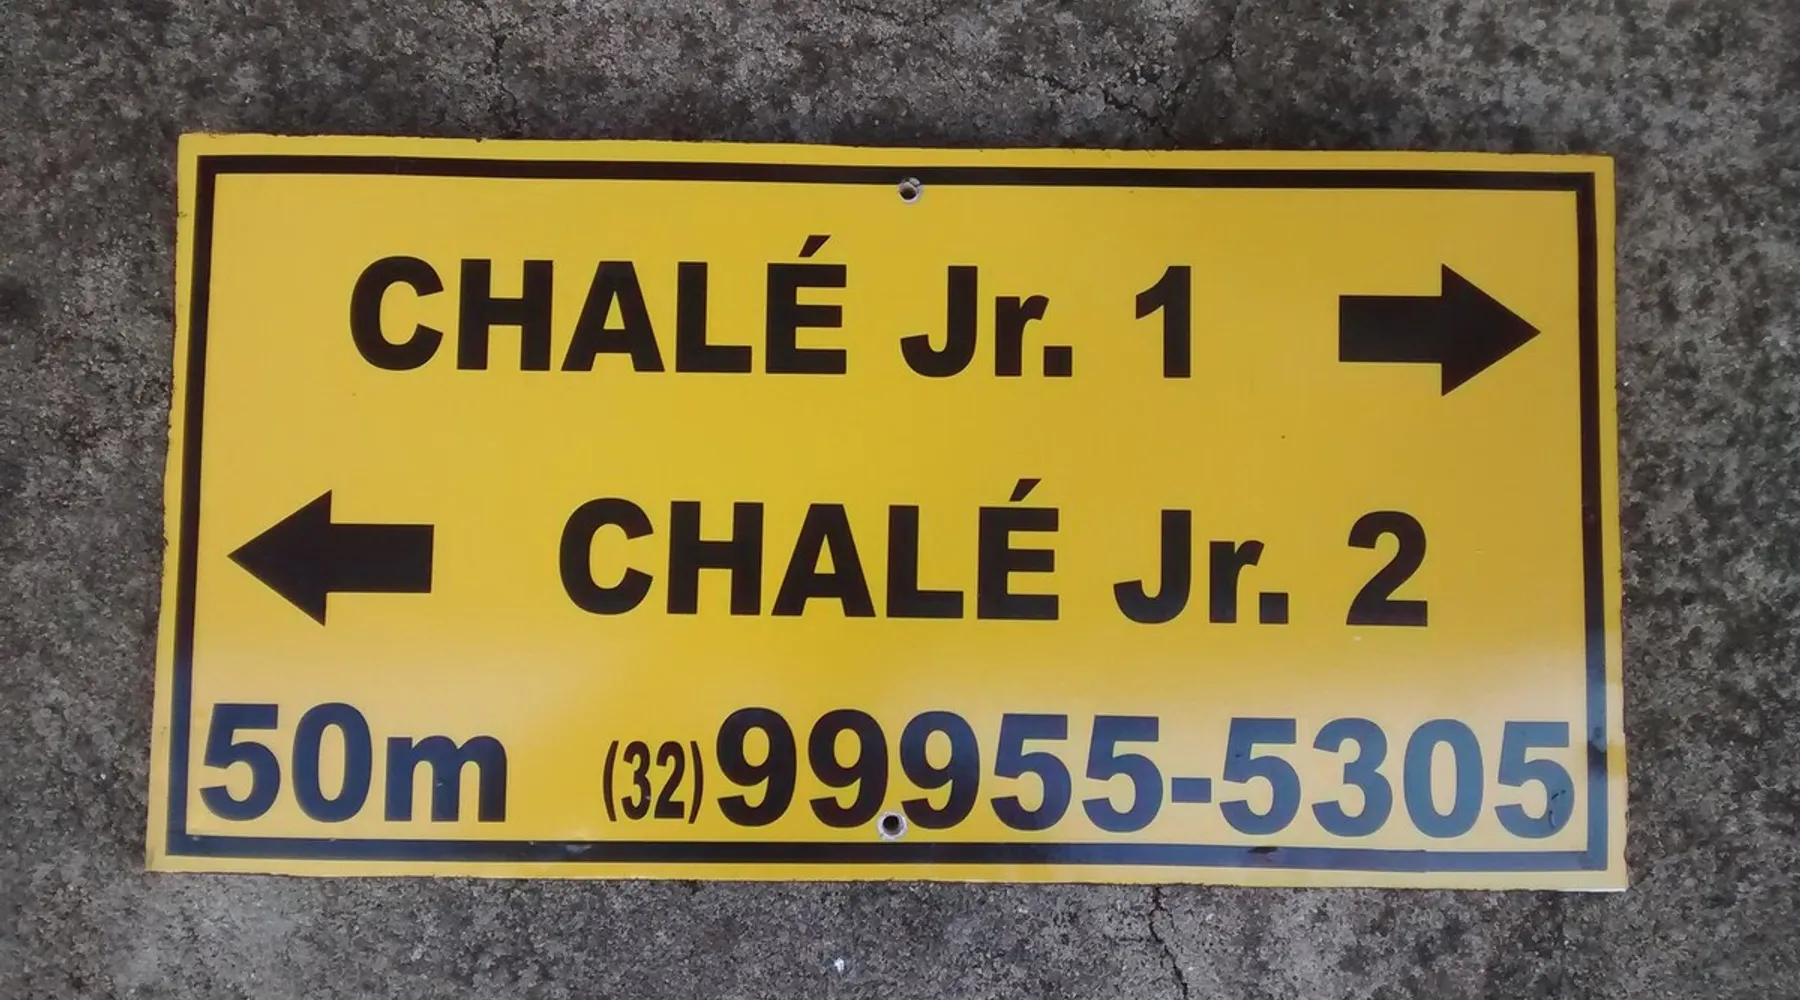 CHALÉ Jr. 1
CHALÉ Jr. 2
50m (32)99955-5305